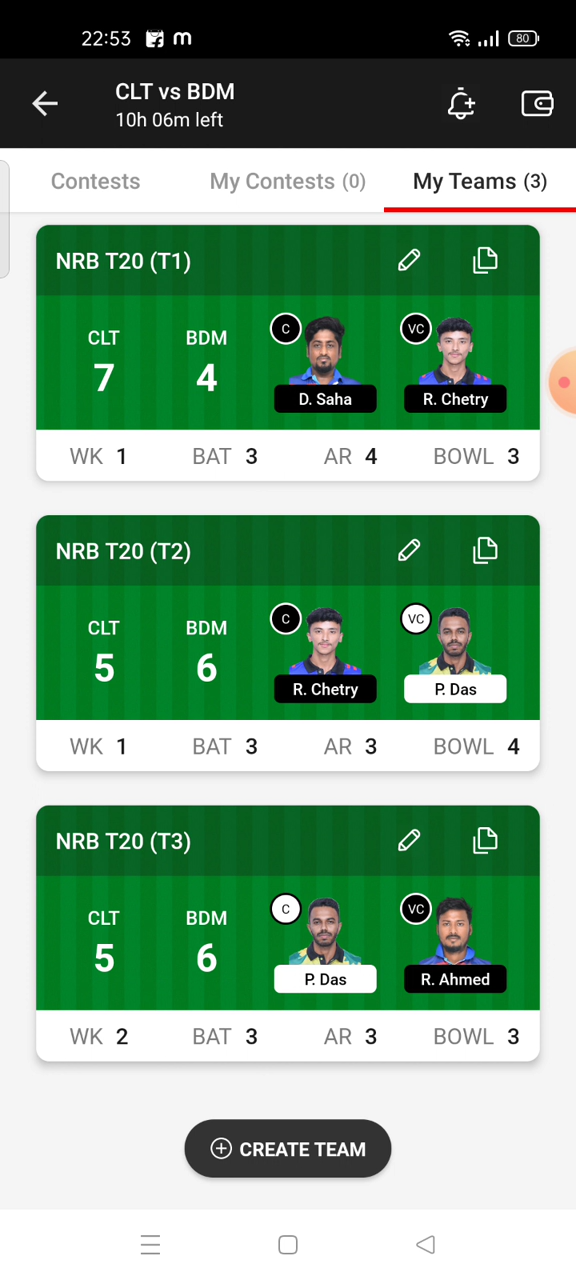 22:53 m 80
CLT vs BDM
10h 06m left
Contests My Contests (0) My Teams (3)
NRB T20 (T1)
CLT BDM C VC
7 4
D. Saha R. Chetry
WK 1 BAT 3 AR 4 BOWL 3
NRB T20 (T2)
CLT BDM C VC
5 6
R. Chetry P. Das
WK 1 BAT 3 AR 3 BOWL 4
NRB T20 (T3)
CLT BDM C VC
5 6
P. Das R. Ahmed
WK 2 BAT 3 AR 3 BOWL 3
CREATE TEAM